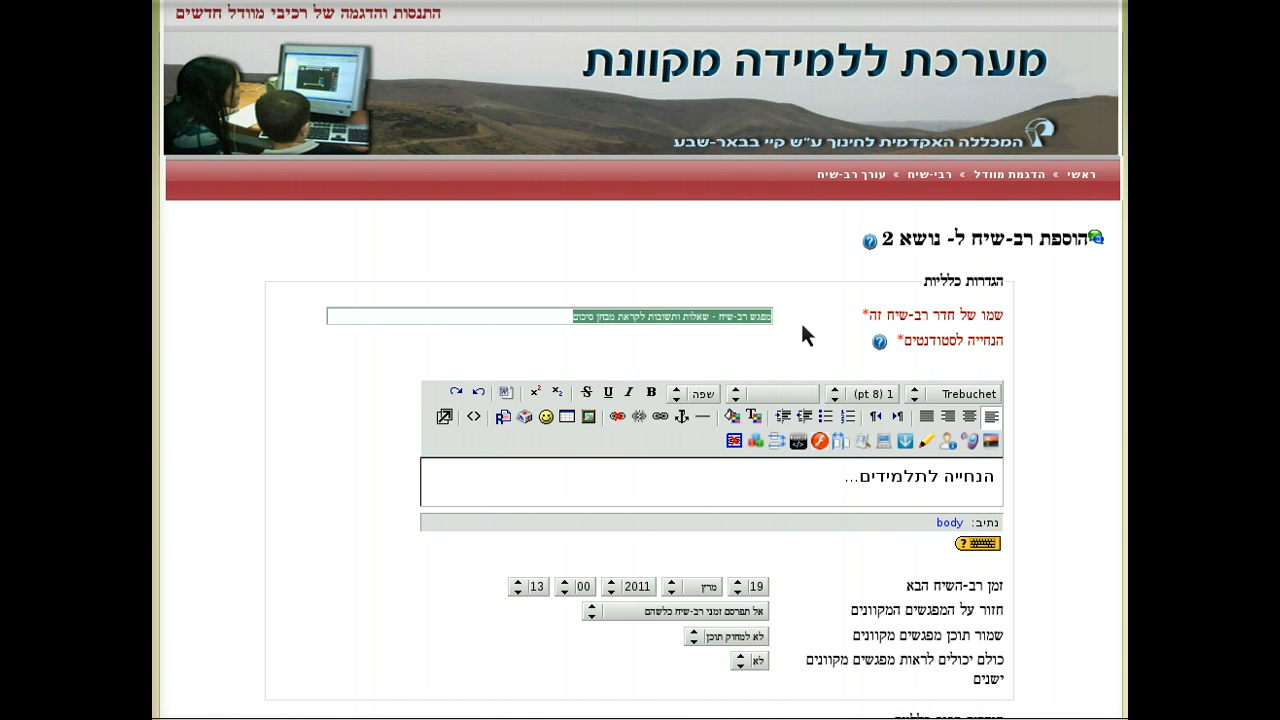 התנסות והדגמה של רכיבי מוודל חדשים
מערכת ללמידה מקוונת
המכללה האקדמית לחינוך ע"ש קיי בבאר-שבע
ראשי » הדגמת מוודל » רבי-שיח » עורך רב-שיח
הוספת רב-שיח ל- נושא 2
הגדרות כלליות
שמו של חדר רב-שיח זה* מפגש רב-שיח - שאלות ותשובות לקראת מבחן סיכום
הנחייה לסטודנטים*
Trebuchet 1 (8 pt) שפה B I U S
הנחייה לתלמידים...
נתיב: body
זמן רב-השיח הבא 19 מרץ 2011 00 13
חזור על המפגשים המקוונים אל תפרסם זמני רב-שיח כלשהם
שמור תוכן מפגשים מקוונים לא למחוק תוכן
כולם יכולים לראות מפגשים מקוונים לא
ישנים